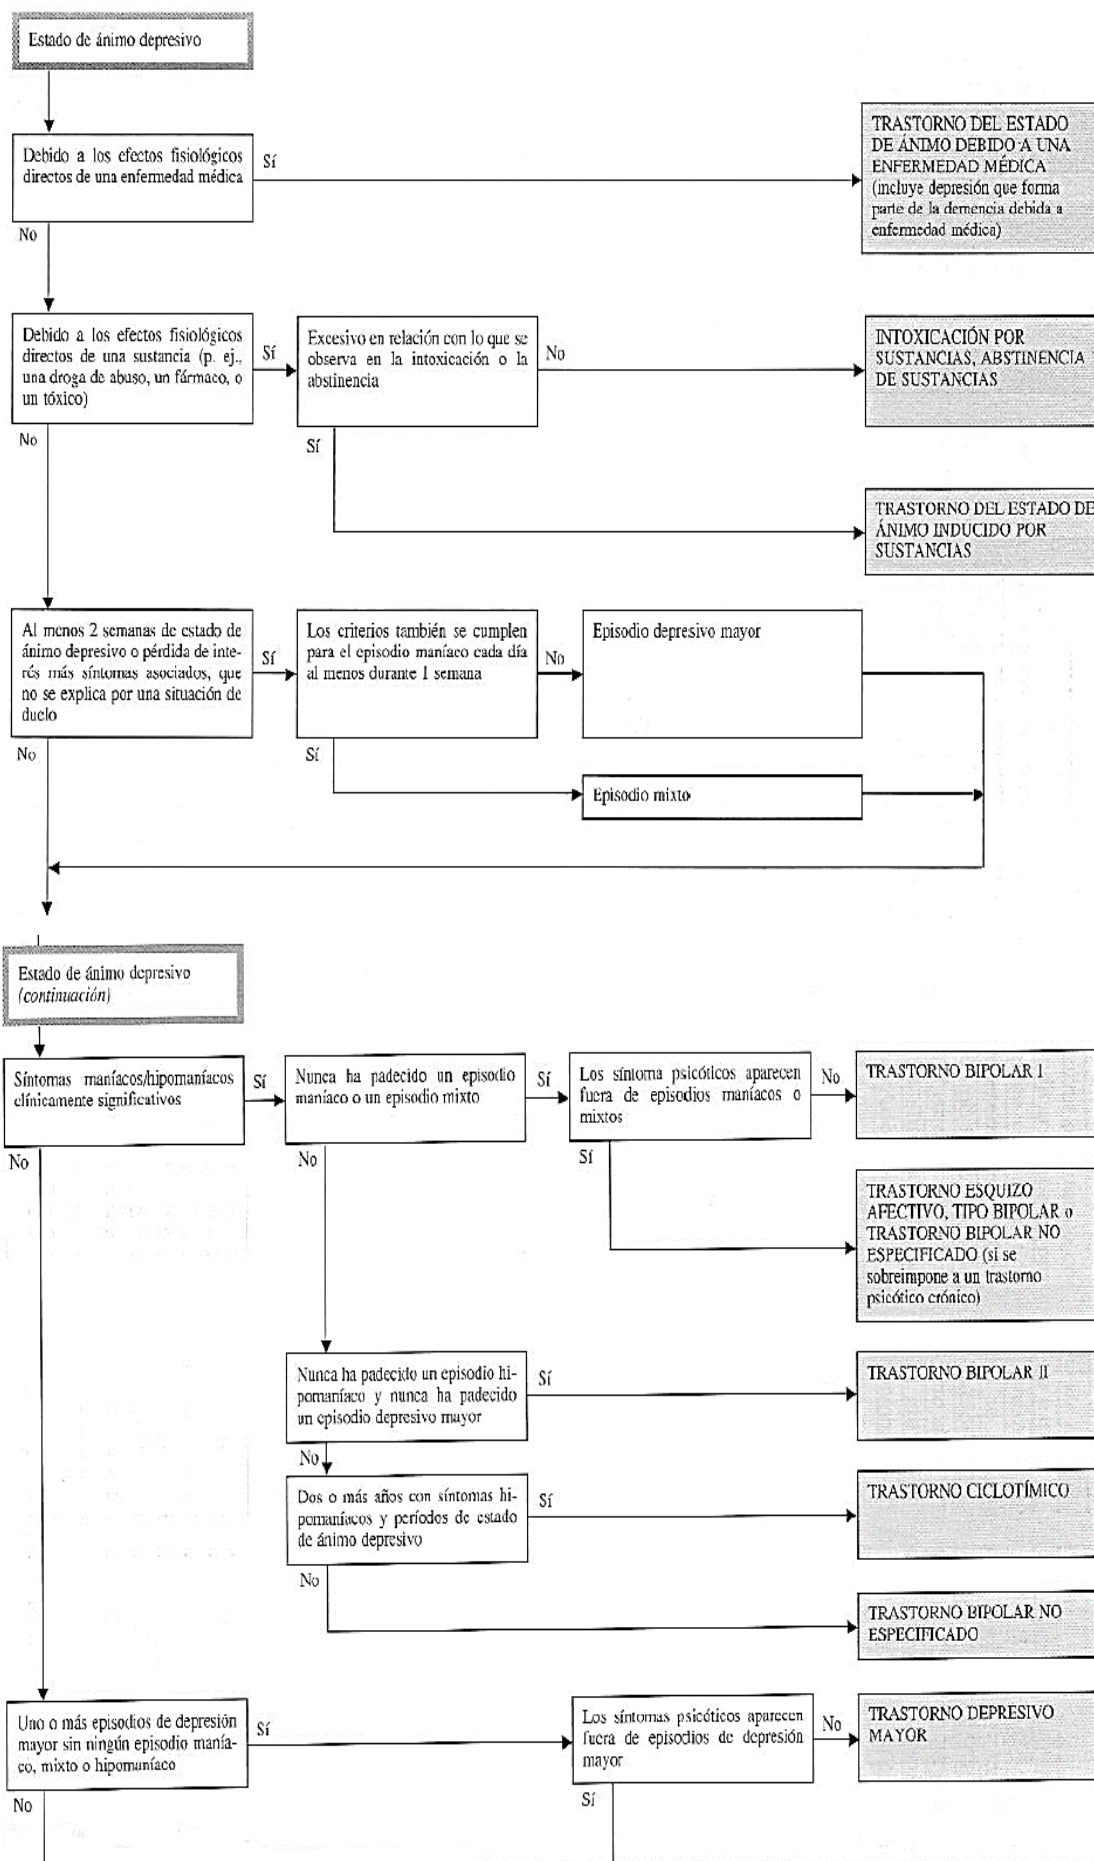 Estado de ánimo depresivo
Debido a los efectos fisiológicos
directos de una enfermedad médica
Sí
TRASTORNO DEL ESTADO
DE ÁNIMO DEBIDO A UNA
ENFERMEDAD MÉDICA
(incluye depresión que forma
parte de la demencia debida a
enfermedad médica)
No
Debido a los efectos fisiológicos
directos de una sustancia (p. ej.,
una droga de abuso, un fármaco, o
un tóxico)
Sí
Excesivo en relación con lo que se
observa en la intoxicación o la
abstinencia
No
INTOXICACIÓN POR
SUSTANCIAS, ABSTINENCIA
DE SUSTANCIAS
No
Sí
TRASTORNO DEL ESTADO DE
ÁNIMO INDUCIDO POR
SUSTANCIAS
Al menos 2 semanas de estado de
ánimo depresivo o pérdida de inte-
rés más síntomas asociados, que
no se explica por una situación de
duelo
Sí
Los criterios también se cumplen
para el episodio maníaco cada día
al menos durante 1 semana
No
Episodio depresivo mayor
No
Sí
Episodio mixto
Estado de ánimo depresivo
(continuación)
Síntomas maníacos/hipomaníacos
clínicamente significativos
Sí
Nunca ha padecido un episodio
maníaco o un episodio mixto
Sí
Los síntoma psicóticos aparecen
fuera de episodios maníacos o
mixtos
No
TRASTORNO BIPOLAR I
No
No
Sí
TRASTORNO ESQUIZO
AFECTIVO, TIPO BIPOLAR o
TRASTORNO BIPOLAR NO
ESPECIFICADO (si se
sobreimpone a un trastorno
psicótico crónico)
Nunca ha padecido un episodio hi-
pomaníaco y nunca ha padecido
un episodio depresivo mayor
Sí
TRASTORNO BIPOLAR II
No
Dos o más años con síntomas hi-
pomaníacos y períodos de estado
de ánimo depresivo
Sí
TRASTORNO CICLOTÍMICO
No
TRASTORNO BIPOLAR NO
ESPECIFICADO
Uno o más episodios de depresión
mayor sin ningún episodio manía-
co, mixto o hipomaníaco
Sí
Los síntomas psicóticos aparecen
fuera de episodios de depresión
mayor
No
TRASTORNO DEPRESIVO
MAYOR
No
Sí